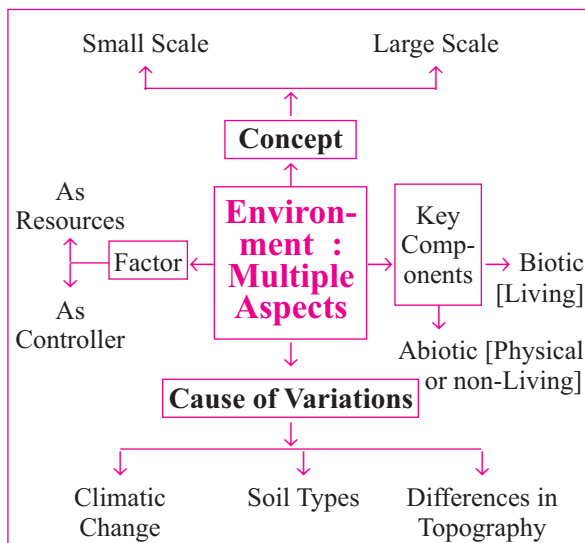 Small Scale
Large Scale
Concept
As
Resources
Factor
As
Controller
Environ-
ment :
Multiple
Aspects
Key
Comp-
onents
Biotic
[Living]
Abiotic [Physical
or non-Living]
Cause of Variations
Climatic
Change
Soil Types
Differences in
Topography